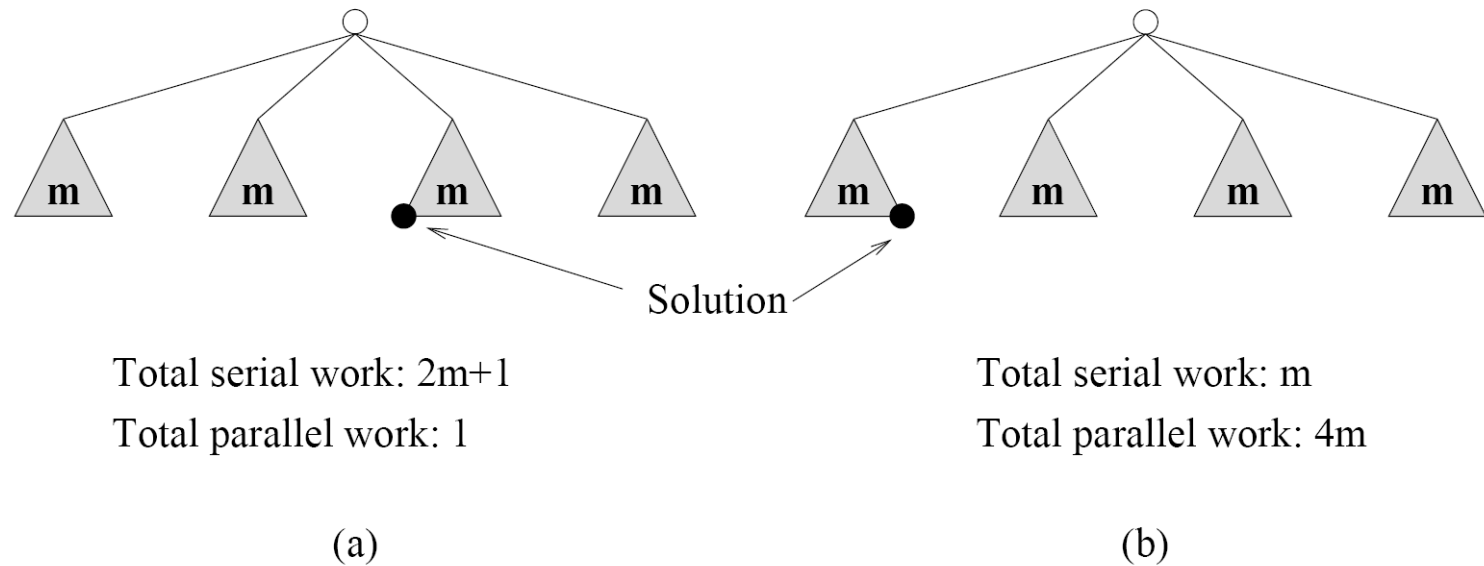 m m m m m m m m
Solution
Total serial work: 2m+1 Total serial work: m
Total parallel work: 1 Total parallel work: 4m
(a) (b)